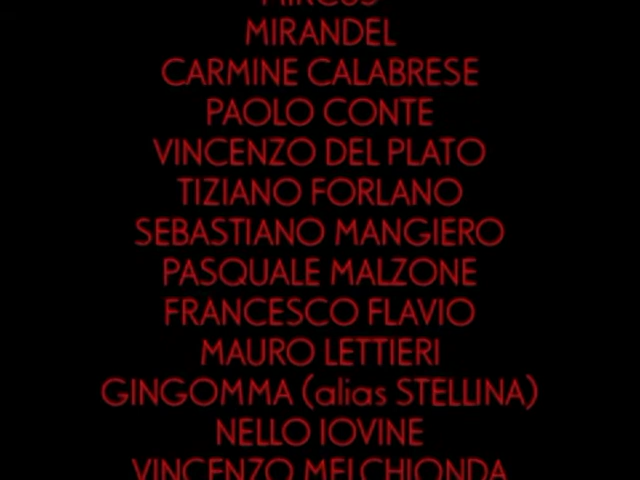 MIRCUS
MIRANDEL
CARMINE CALABRESE
PAOLO CONTE
VINCENZO DEL PLATO
TIZIANO FORLANO
SEBASTIANO MANGIERO
PASQUALE MALZONE
FRANCESCO FLAVIO
MAURO LETTIERI
GINGOMMA (alias STELLINA)
NELLO IOVINE
VINCENZO MELCHIONDA